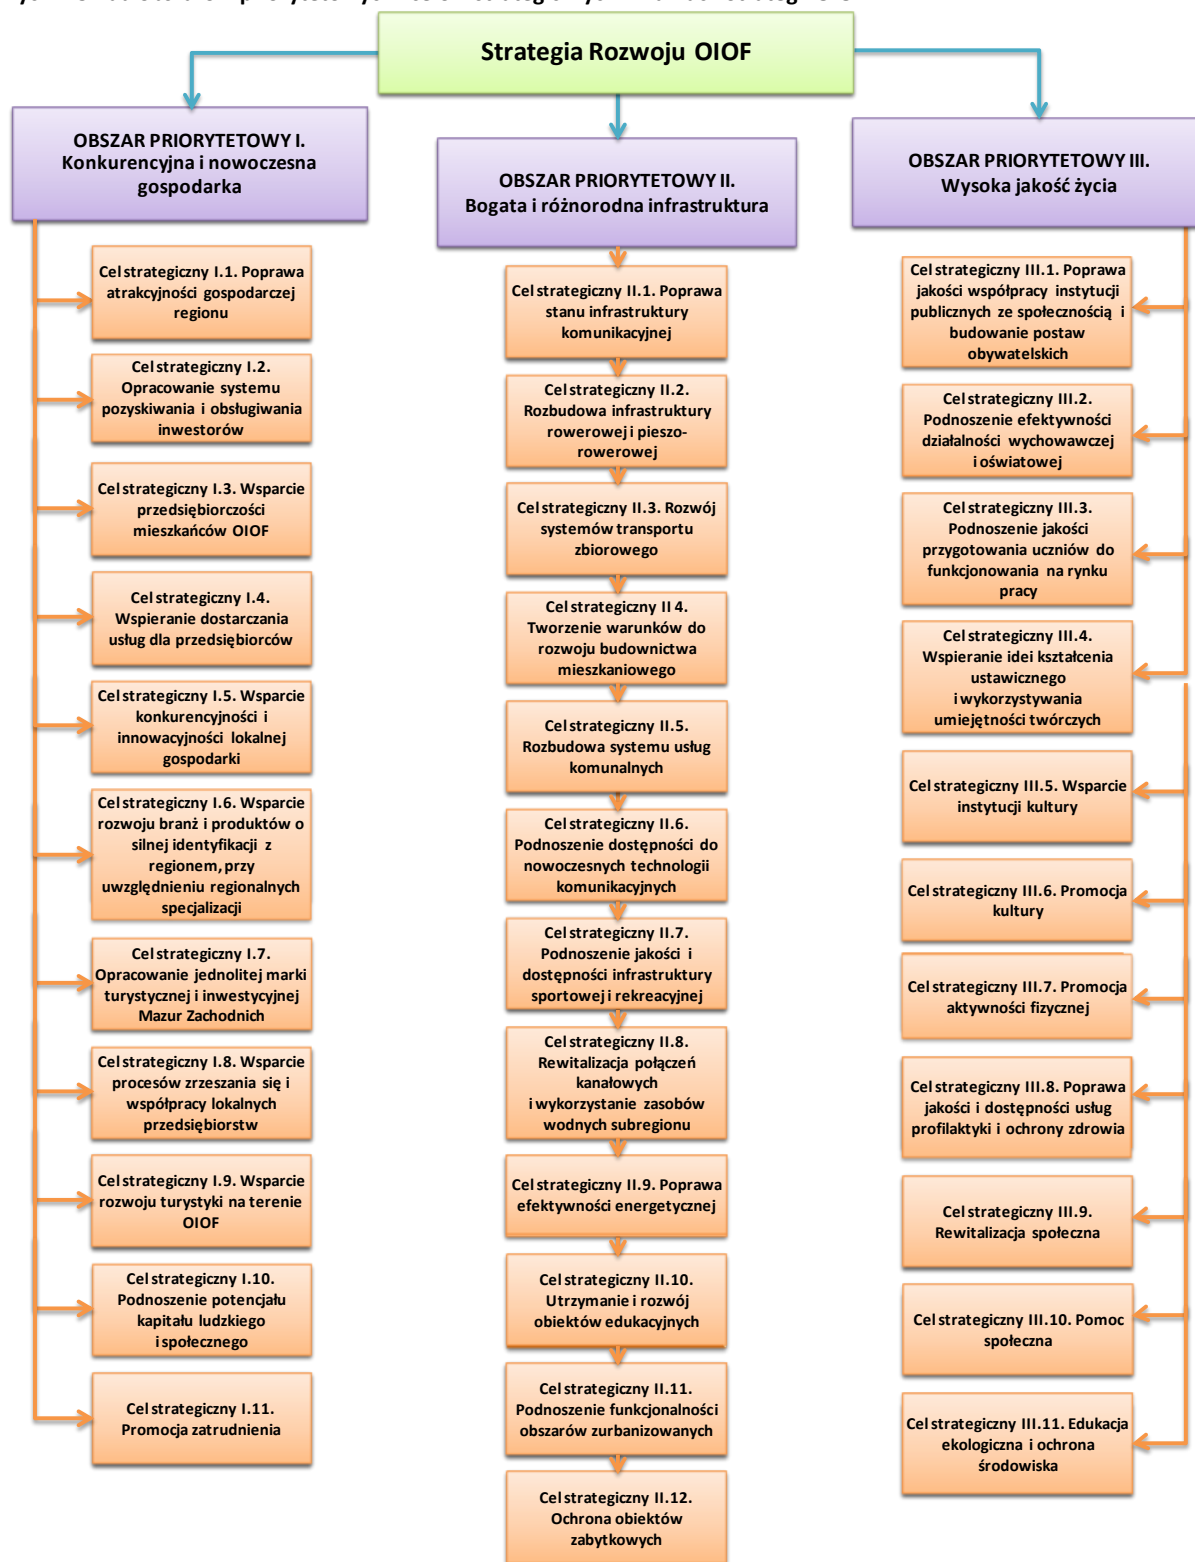 Strategia Rozwoju OIOF
OBSZAR PRIORYTETOWY I.
Konkurencyjna i nowoczesna
gospodarka
Cel strategiczny I.1. Poprawa
atrakcyjności gospodarczej
regionu
Cel strategiczny I.2.
Opracowanie systemu
pozyskiwania i obsługiwania
inwestorów
Cel strategiczny I.3. Wsparcie
przedsiębiorczości
mieszkańców OIOF
Cel strategiczny I.4.
Wspieranie dostarczania
usług dla przedsiębiorców
Cel strategiczny I.5. Wsparcie
konkurencyjności i
innowacyjności lokalnej
gospodarki
Cel strategiczny I.6. Wsparcie
rozwoju branż i produktów o
silnej identyfikacji z
regionem, przy
uwzględnieniu regionalnych
specjalizacji
Cel strategiczny I.7.
Opracowanie jednolitej marki
turystycznej i inwestycyjnej
Mazur Zachodnich
Cel strategiczny I.8. Wsparcie
procesów zrzeszania się i
współpracy lokalnych
przedsiębiorstw
Cel strategiczny I.9. Wsparcie
rozwoju turystyki na terenie
OIOF
Cel strategiczny I.10.
Podnoszenie potencjału
kapitału ludzkiego
i społecznego
Cel strategiczny I.11.
Promocja zatrudnienia
OBSZAR PRIORYTETOWY II.
Bogata i różnorodna infrastruktura
Cel strategiczny II.1. Poprawa
stanu infrastruktury
komunikacyjnej
Cel strategiczny II.2.
Rozbudowa infrastruktury
rowerowej i pieszo-
rowerowej
Cel strategiczny II.3. Rozwój
systemów transportu
zbiorowego
Cel strategiczny II 4.
Tworzenie warunków do
rozwoju budownictwa
mieszkaniowego
Cel strategiczny II.5.
Rozbudowa systemu usług
komunalnych
Cel strategiczny II.6.
Podnoszenie dostępności do
nowoczesnych technologii
komunikacyjnych
Cel strategiczny II.7.
Podnoszenie jakości i
dostępności infrastruktury
sportowej i rekreacyjnej
Cel strategiczny II.8.
Rewitalizacja połączeń
kanałowych
i wykorzystanie zasobów
wodnych subregionu
Cel strategiczny II.9. Poprawa
efektywności energetycznej
Cel strategiczny II.10.
Utrzymanie i rozwój
obiektów edukacyjnych
Cel strategiczny II.11.
Podnoszenie funkcjonalności
obszarów zurbanizowanych
Cel strategiczny II.12.
Ochrona obiektów
zabytkowych
OBSZAR PRIORYTETOWY III.
Wysoka jakość życia
Cel strategiczny III.1. Poprawa
jakości współpracy instytucji
publicznych ze społecznością i
budowanie postaw
obywatelskich
Cel strategiczny III.2.
Podnoszenie efektywności
działalności wychowawczej
i oświatowej
Cel strategiczny III.3.
Podnoszenie jakości
przygotowania uczniów do
funkcjonowania na rynku
pracy
Cel strategiczny III.4.
Wspieranie idei kształcenia
ustawicznego
i wykorzystywania
umiejętności twórczych
Cel strategiczny III.5. Wsparcie
instytucji kultury
Cel strategiczny III.6. Promocja
kultury
Cel strategiczny III.7. Promocja
aktywności fizycznej
Cel strategiczny III.8. Poprawa
jakości i dostępności usług
profilaktyki i ochrony zdrowia
Cel strategiczny III.9.
Rewitalizacja społeczna
Cel strategiczny III.10. Pomoc
społeczna
Cel strategiczny III.11. Edukacja
ekologiczna i ochrona
środowiska